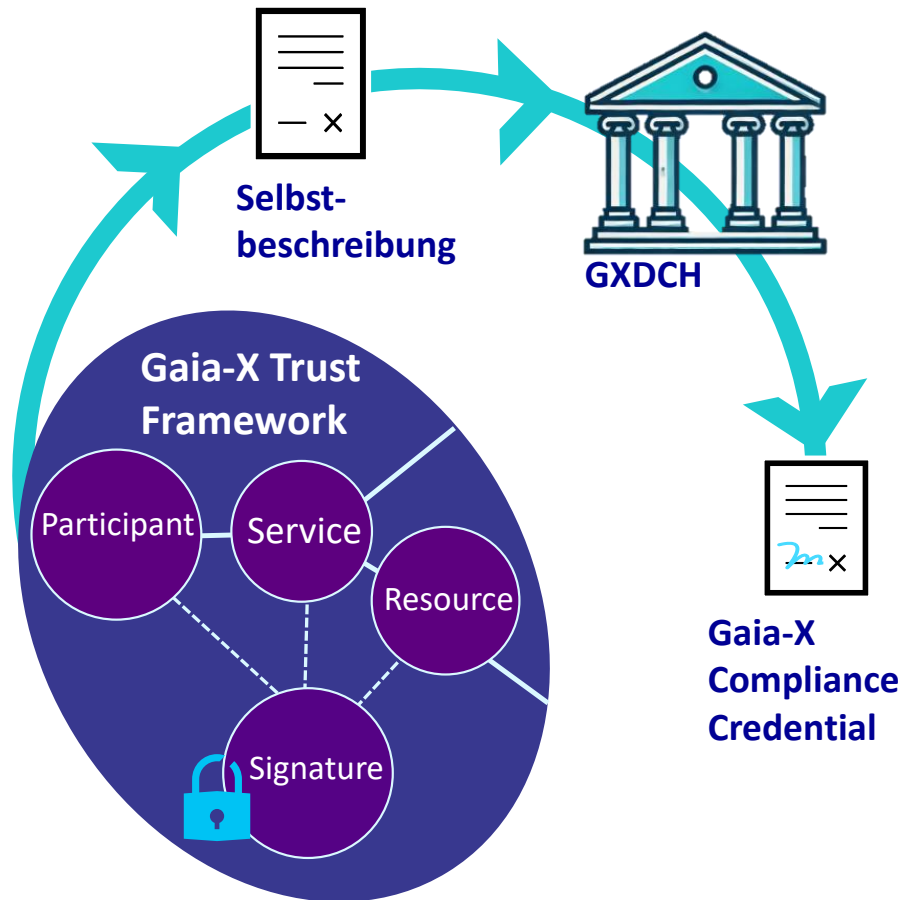 Selbst-
beschreibung
GXDCH
Gaia-X Trust
Framework
Participant
Service
Resource
Signature
Gaia-X
Compliance
Credential